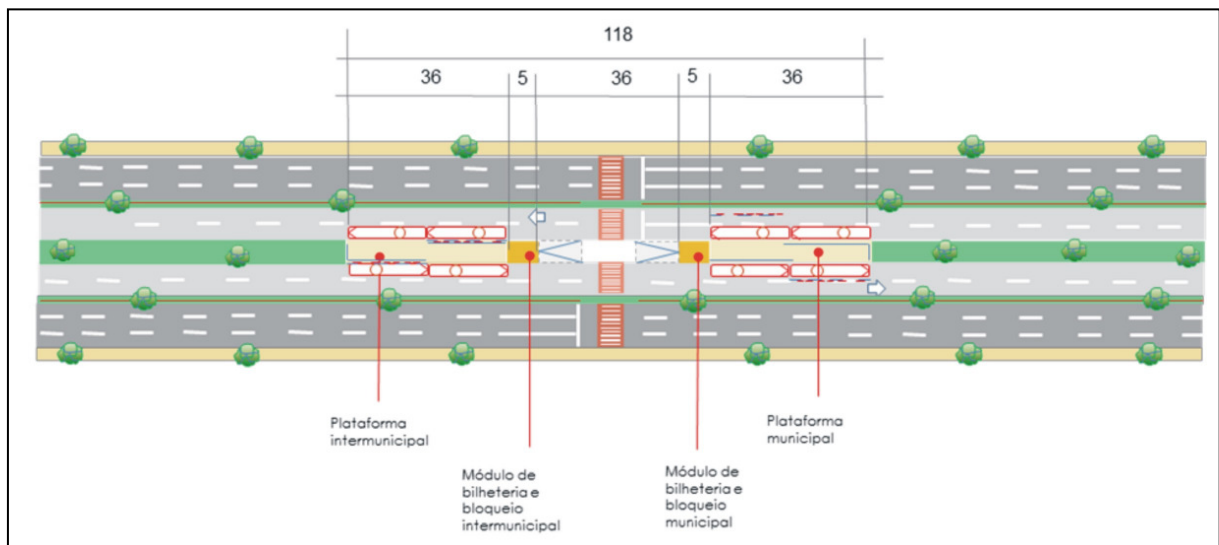 118
36 5 36 5 36
Plataforma
intermunicipal
Módulo de
bilheteria e
bloqueio
intermunicipal
Módulo de
bilheteria e
bloqueio
municipal
Plataforma
municipal